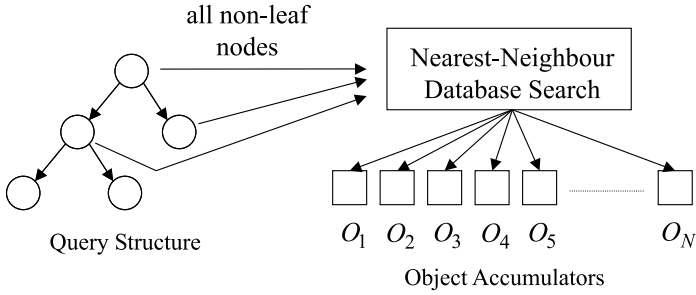 all non-leaf
nodes
Nearest-Neighbour
Database Search
O1 O2 O3 O4 O5 ON
Query Structure
Object Accumulators